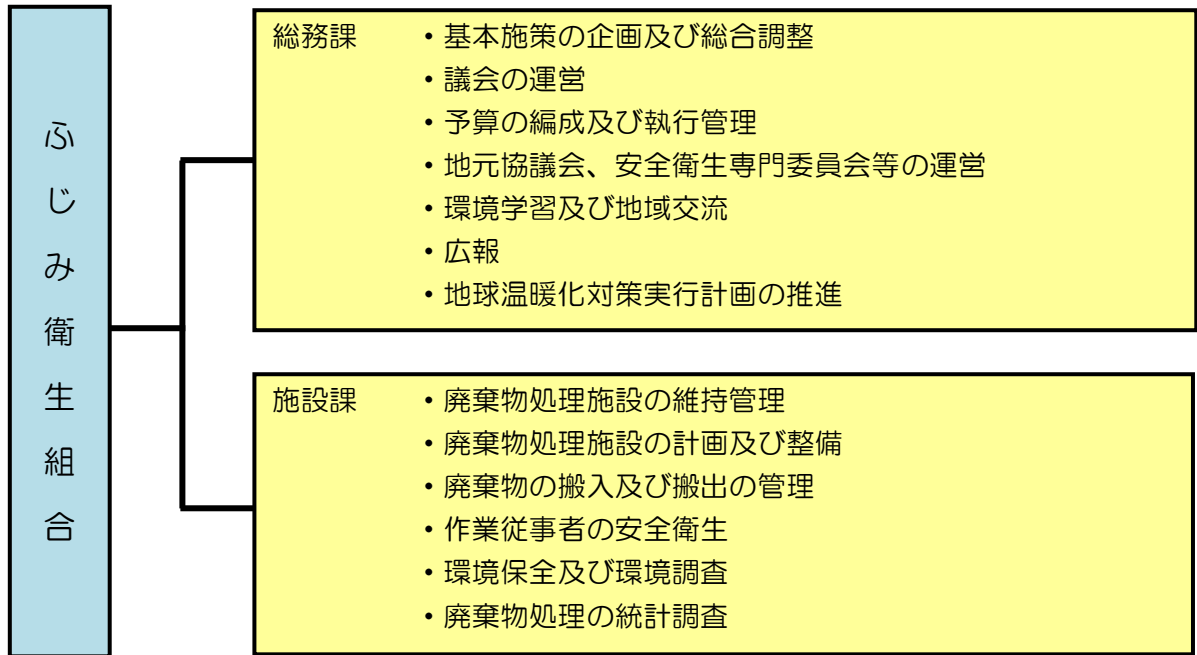 ふじみ衛生組合
総務課 ・基本施策の企画及び総合調整
・議会の運営
・予算の編成及び執行管理
・地元協議会、安全衛生専門委員会等の運営
・環境学習及び地域交流
・広報
・地球温暖化対策実行計画の推進
施設課 ・廃棄物処理施設の維持管理
・廃棄物処理施設の計画及び整備
・廃棄物の搬入及び搬出の管理
・作業従事者の安全衛生
・環境保全及び環境調査
・廃棄物処理の統計調査